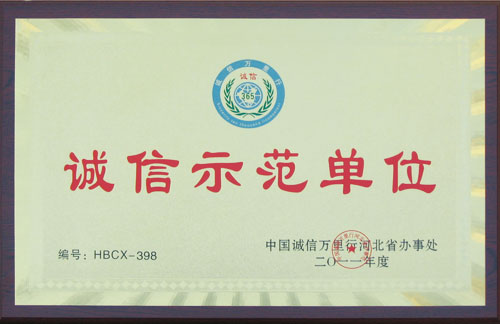 诚信万里行
诚信
365
诚信示范单位
编号：HBCX-398
中国诚信万里行河北省办事处
二〇一一年度